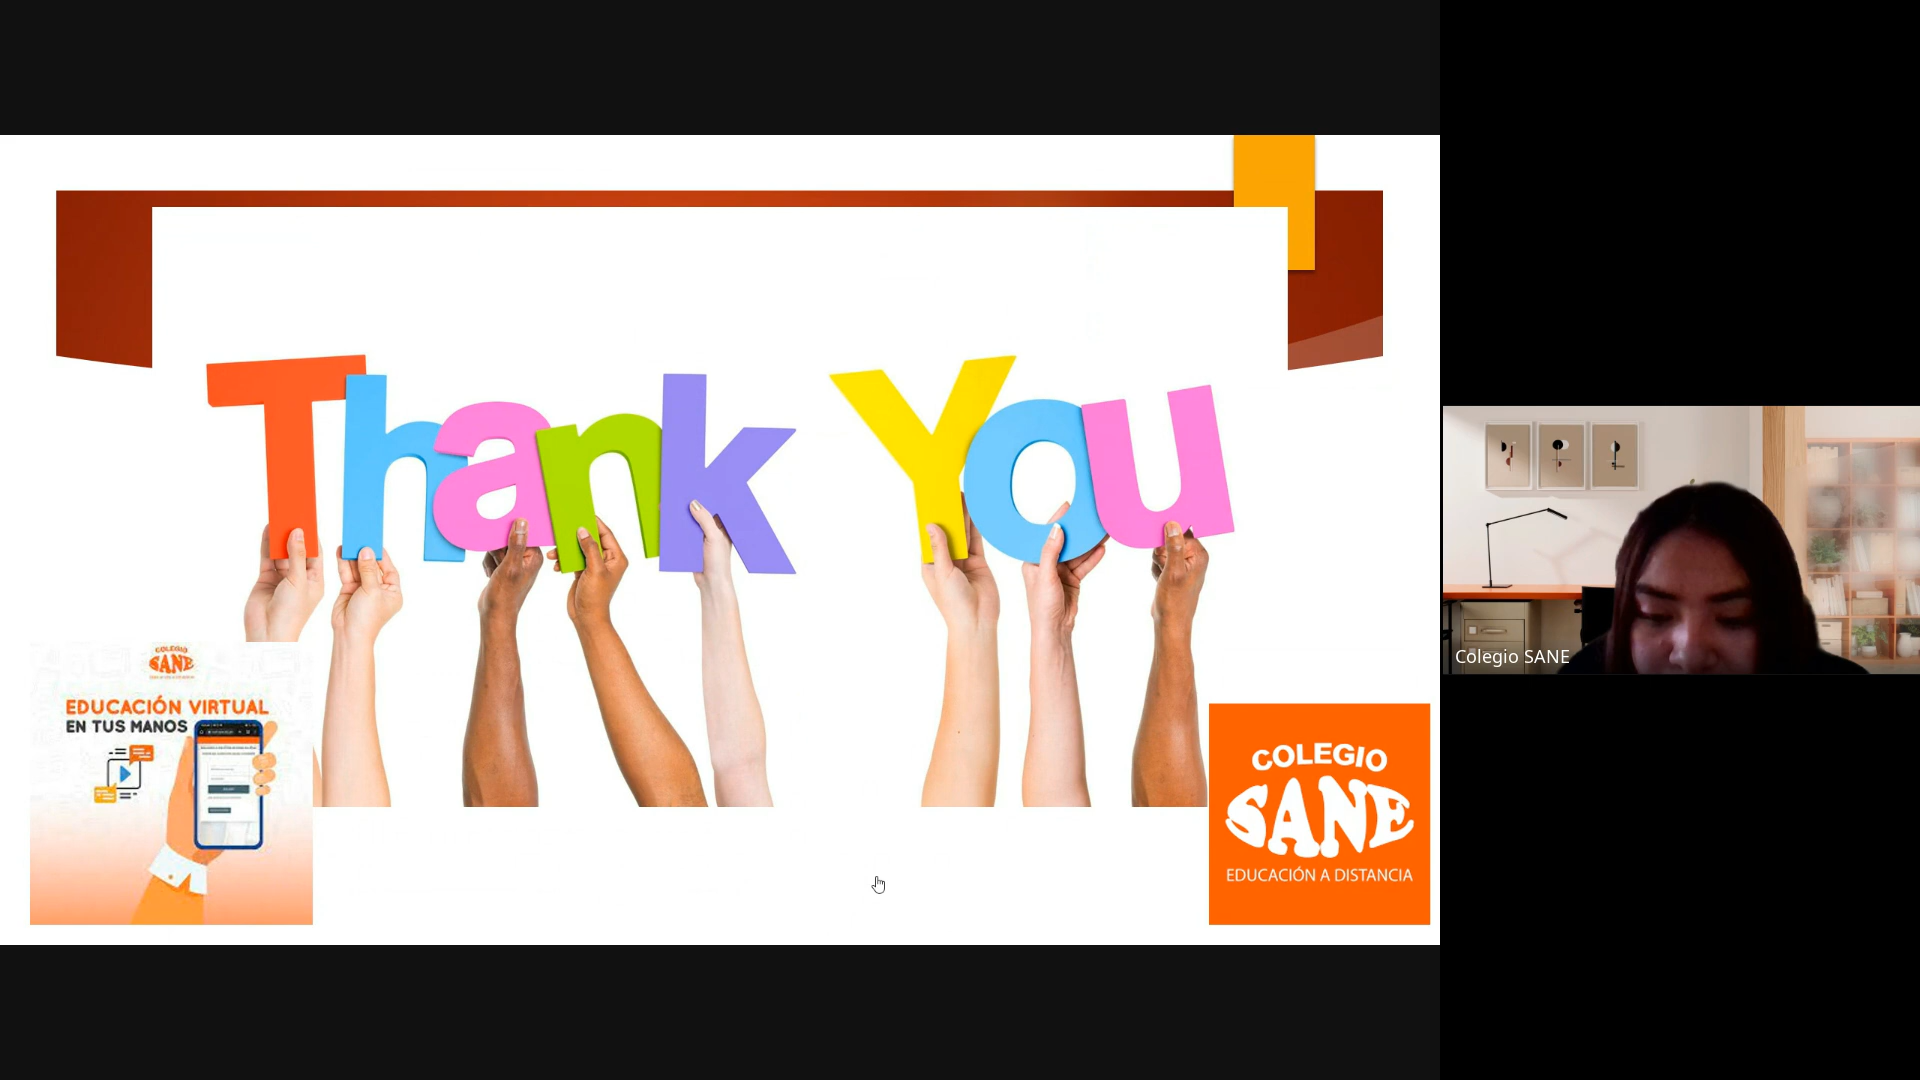 Thank You
COLEGIO
SANE
EDUCACIÓN VIRTUAL
EN TUS MANOS
COLEGIO
SANE
EDUCACIÓN A DISTANCIA
Colegio SANE